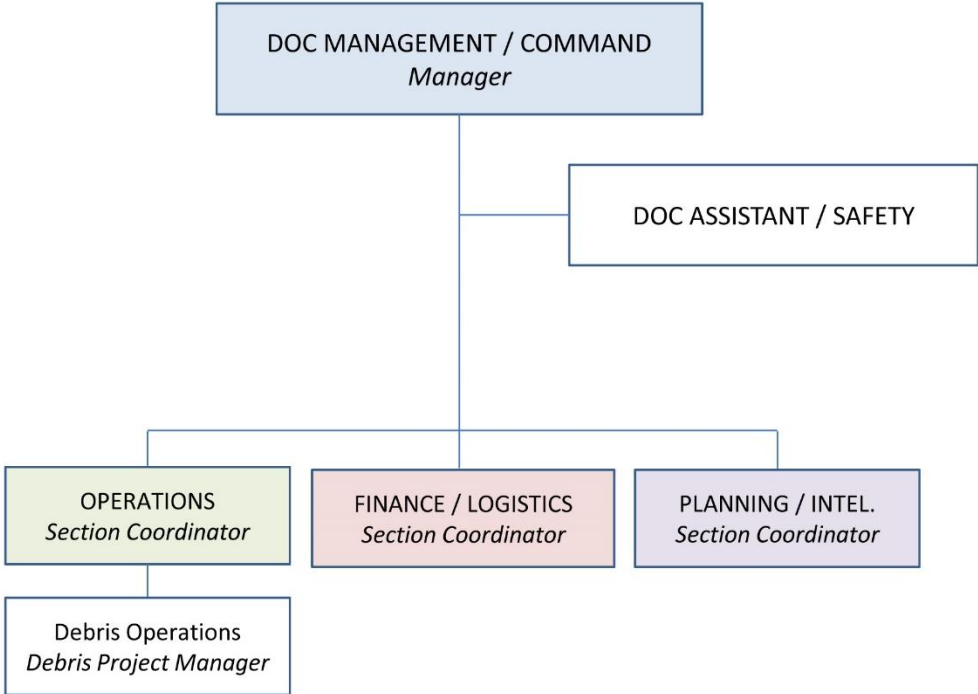 DOC MANAGEMENT / COMMAND
Manager
DOC ASSISTANT / SAFETY
OPERATIONS
Section Coordinator
FINANCE / LOGISTICS
Section Coordinator
PLANNING / INTEL.
Section Coordinator
Debris Operations
Debris Project Manager